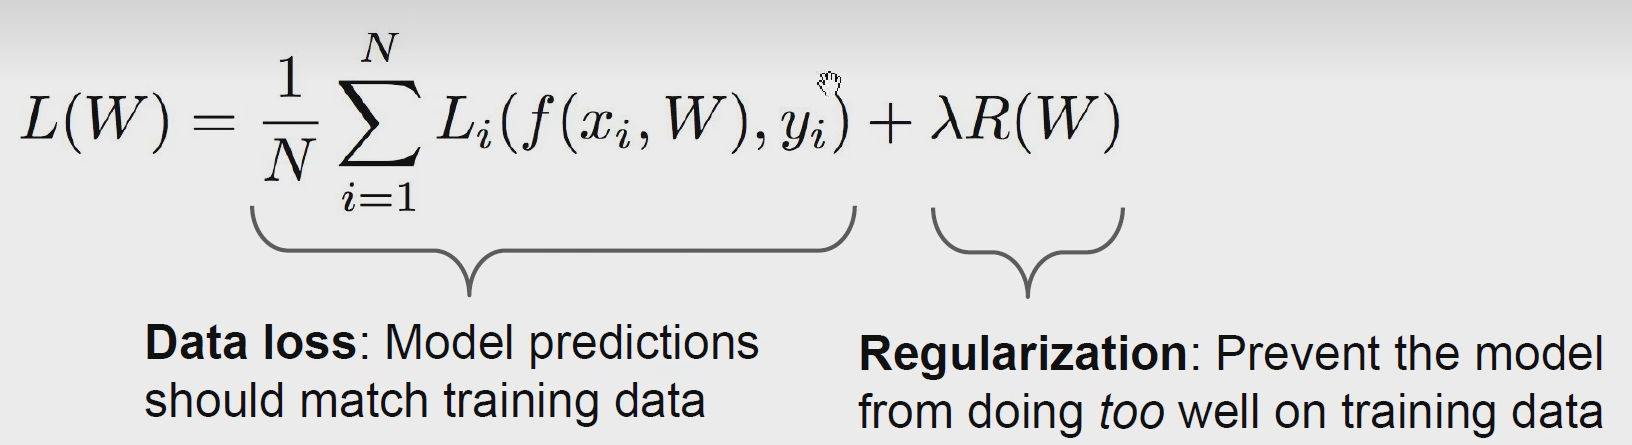 L(W) = \frac{1}{N} \sum_{i=1}^{N} L_i(f(x_i, W), y_i) + λR(W)
Data loss: Model predictions
should match training data
Regularization: Prevent the model
from doing too well on training data